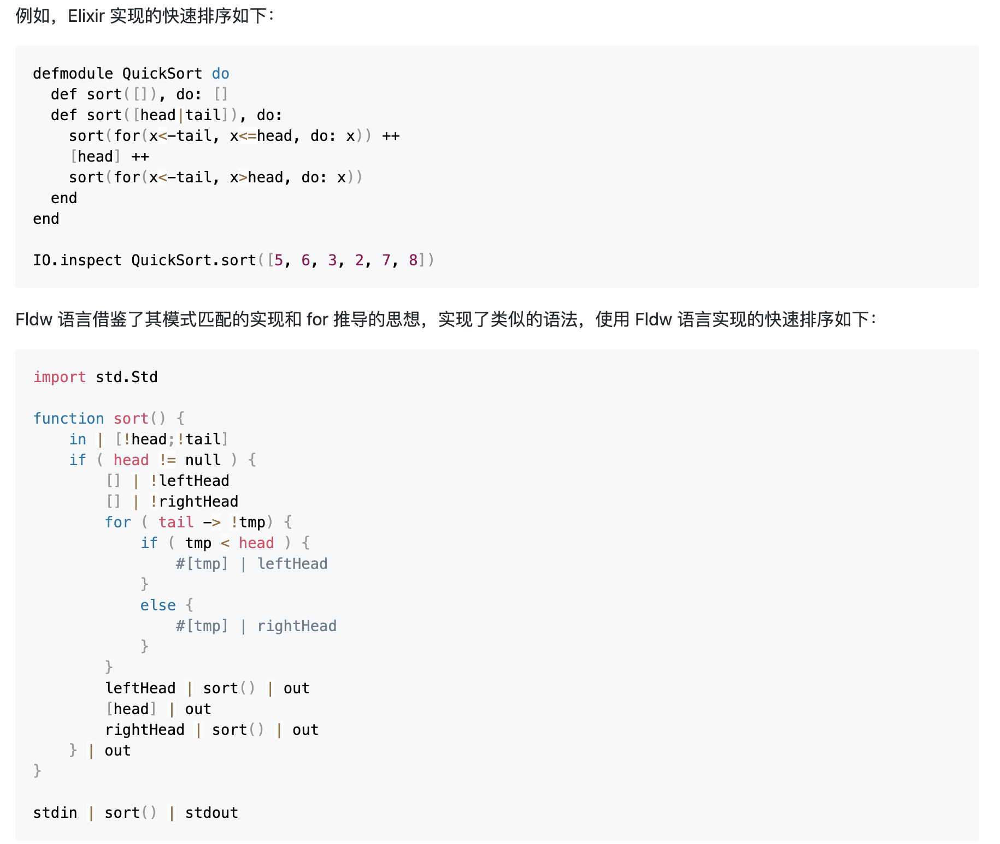 例如，Elixir 实现的快速排序如下：
defmodule QuickSort do
  def sort([]), do: []
  def sort([head|tail]), do:
    sort(for(x<-tail, x<=head, do: x)) ++
    [head] ++
    sort(for(x<-tail, x>head, do: x))
  end
end

IO.inspect QuickSort.sort([5, 6, 3, 2, 7, 8])
Fldw 语言借鉴了其模式匹配的实现和 for 推导的思想，实现了类似的语法，使用 Fldw 语言实现的快速排序如下：
import std.Std

function sort() {
    in | [!head;!tail]
    if ( head != null ) {
        [] | !leftHead
        [] | !rightHead
        for ( tail -> !tmp) {
            if ( tmp < head ) {
                #[tmp] | leftHead
            }
            else {
                #[tmp] | rightHead
            }
        }
        leftHead | sort() | out
        [head] | out
        rightHead | sort() | out
    } | out
}

stdin | sort() | stdout